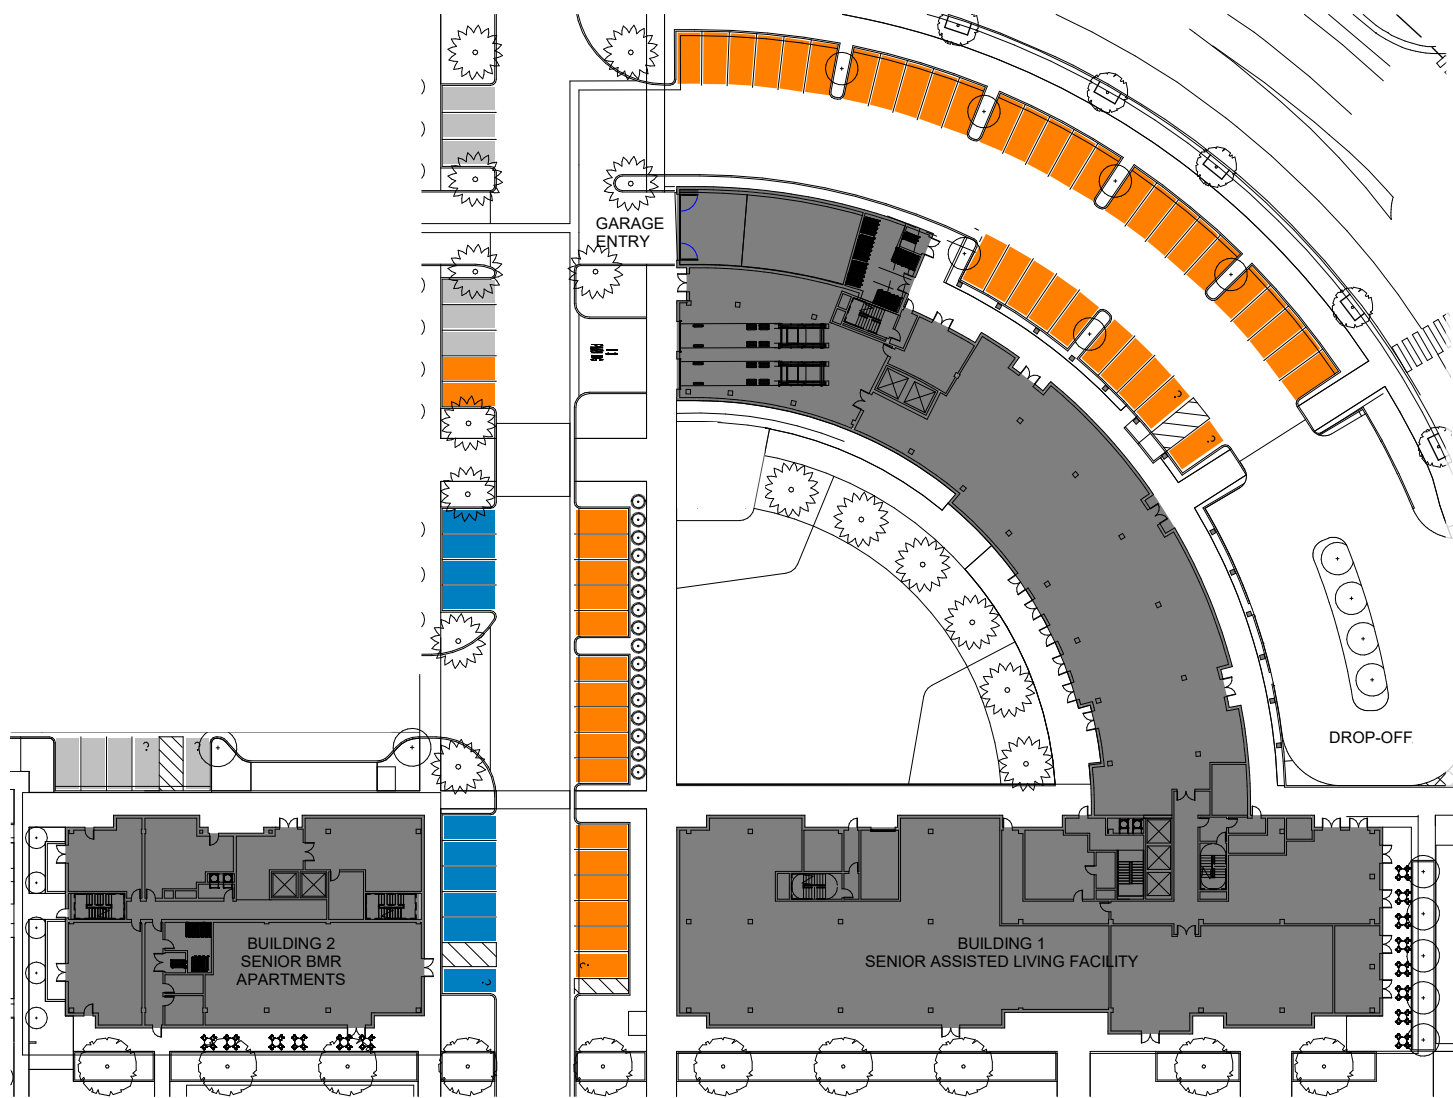 GARAGE
ENTRY
DROP-OFF
BUILDING 2
SENIOR BMR
APARTMENTS
BUILDING 1
SENIOR ASSISTED LIVING FACILITY